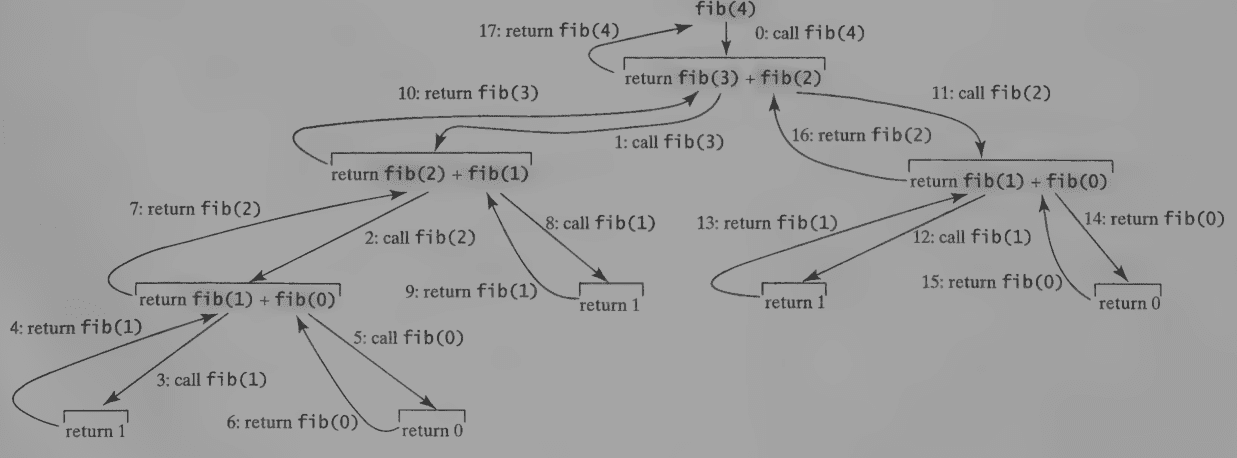 fib(4)
17: return fib(4)
0: call fib(4)
return fib(3) + fib(2)
10: return fib(3)
11: call fib(2)
1: call fib(3)
16: return fib(2)
return fib(2) + fib(1)
return fib(1) + fib(0)
7: return fib(2)
2: call fib(2)
8: call fib(1)
13: return fib(1)
12: call fib(1)
14: return fib(0)
9: return fib(1)
15: return fib(0)
return fib(1) + fib(0)
return 1
return 1
return 0
4: return fib(1)
5: call fib(0)
3: call fib(1)
6: return fib(0)
return 1
return 0